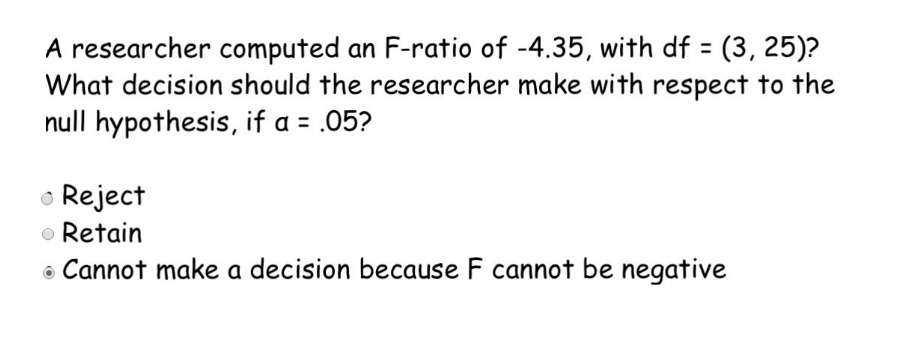 A researcher computed an F-ratio of -4.35, with df = (3, 25)?
What decision should the researcher make with respect to the
null hypothesis, if a = .05?
Reject
Retain
Cannot make a decision because F cannot be negative